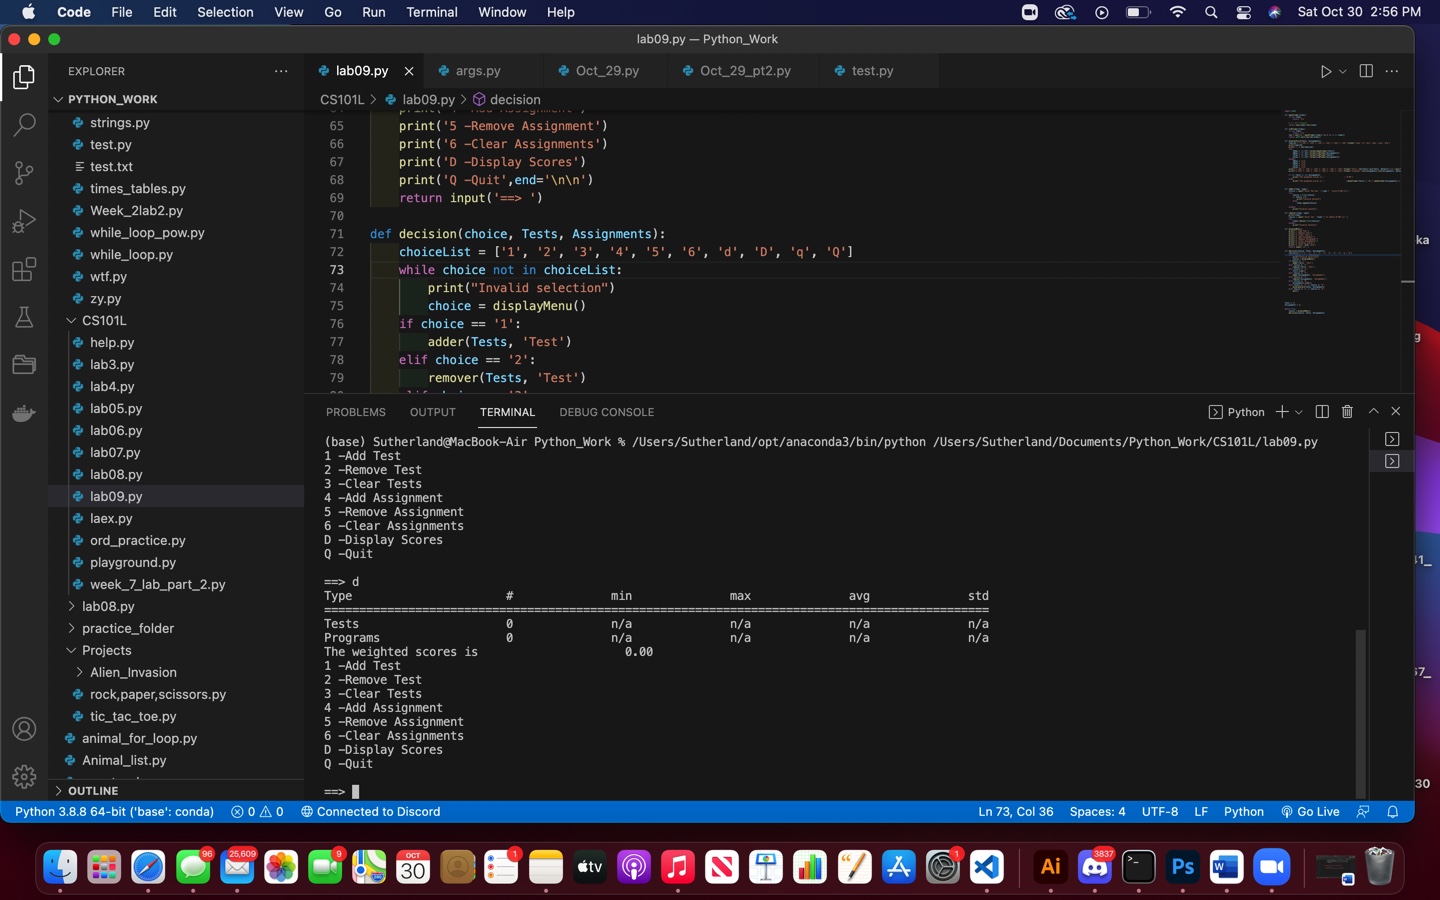 Code File Edit Selection View Go Run Terminal Window Help Sat Oct 30 2:56 PM
lab09.py — Python_Work
EXPLORER
lab09.py
args.py
Oct_29.py
Oct_29_pt2.py
test.py
PYTHON_WORK
strings.py
test.py
test.txt
times_tables.py
Week_2lab2.py
while_loop_pow.py
while_loop.py
wtf.py
zy.py
CS101L
help.py
lab3.py
lab4.py
lab05.py
lab06.py
lab07.py
lab08.py
lab09.py
laex.py
ord_practice.py
playground.py
week_7_lab_part_2.py
lab08.py
practice_folder
Projects
Alien_Invasion
rock,paper,scissors.py
tic_tac_toe.py
animal_for_loop.py
Animal_list.py
OUTLINE
CS101L > lab09.py > decision
65 print('5 -Remove Assignment')
66 print('6 -Clear Assignments')
67 print('D -Display Scores')
68 print('Q -Quit',end='\n\n')
69 return input('==> ')
70
71 def decision(choice, Tests, Assignments):
72 choiceList = ['1', '2', '3', '4', '5', '6', 'd', 'D', 'q', 'Q']
73 while choice not in choiceList:
74 print("Invalid selection")
75 choice = displayMenu()
76 if choice == '1':
77 adder(Tests, 'Test')
78 elif choice == '2':
79 remover(Tests, 'Test')
PROBLEMS OUTPUT TERMINAL DEBUG CONSOLE Python
(base) Sutherland@MacBook-Air Python_Work % /Users/Sutherland/opt/anaconda3/bin/python /Users/Sutherland/Documents/Python_Work/CS101L/lab09.py
1 -Add Test
2 -Remove Test
3 -Clear Tests
4 -Add Assignment
5 -Remove Assignment
6 -Clear Assignments
D -Display Scores
Q -Quit
==> d
Type # min max avg std
===============================================================================================
Tests 0 n/a n/a n/a n/a
Programs 0 n/a n/a n/a n/a
The weighted scores is 0.00
1 -Add Test
2 -Remove Test
3 -Clear Tests
4 -Add Assignment
5 -Remove Assignment
6 -Clear Assignments
D -Display Scores
Q -Quit
==>
Python 3.8.8 64-bit ('base': conda) 0 0 Connected to Discord Ln 73, Col 36 Spaces: 4 UTF-8 LF Python Go Live
ka
g
41_
67_
30
96
25,609
9
OCT
30
1
tv
1
Ai
3837
Ps
W